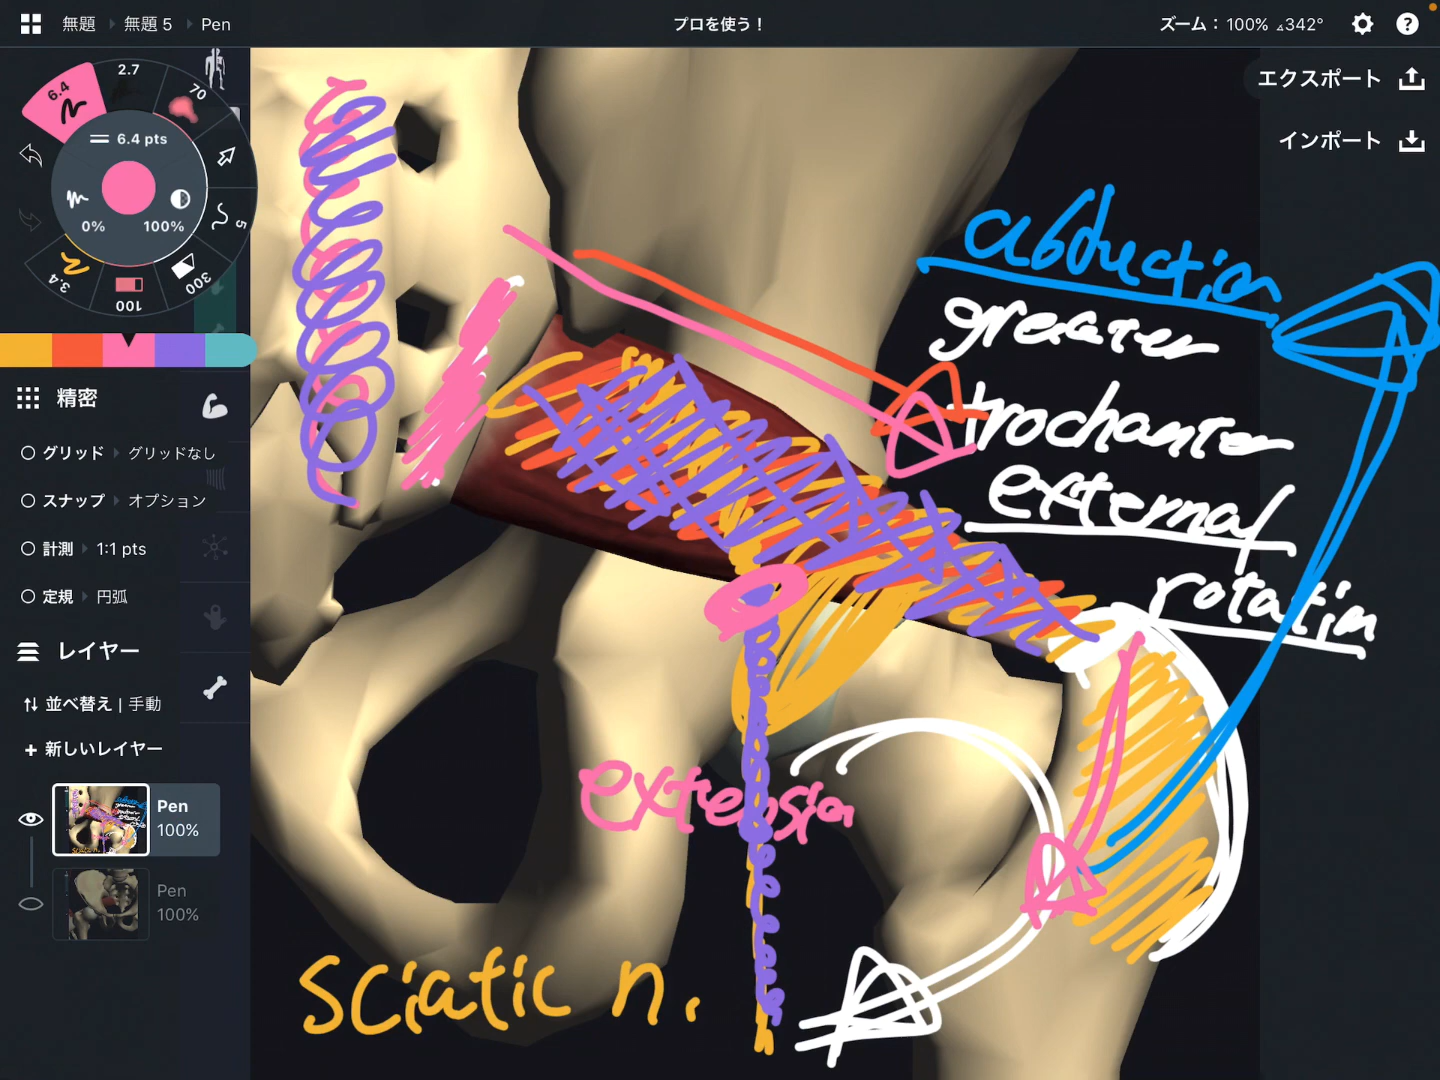 無題 無題 5 Pen
プロを使う！
ズーム： 100% ⦞342°
エクスポート
インポート
2.7
6.4
70
6.4 pts
0% 100%
5
3.4
100
300
精密
グリッド グリッドなし
スナップ オプション
計測 1:1 pts
定規 円弧
レイヤー
並べ替え | 手動
+ 新しいレイヤー
Pen
100%
Pen
100%
abduction
greater
trochanter
external
rotation
extension
sciatic n.